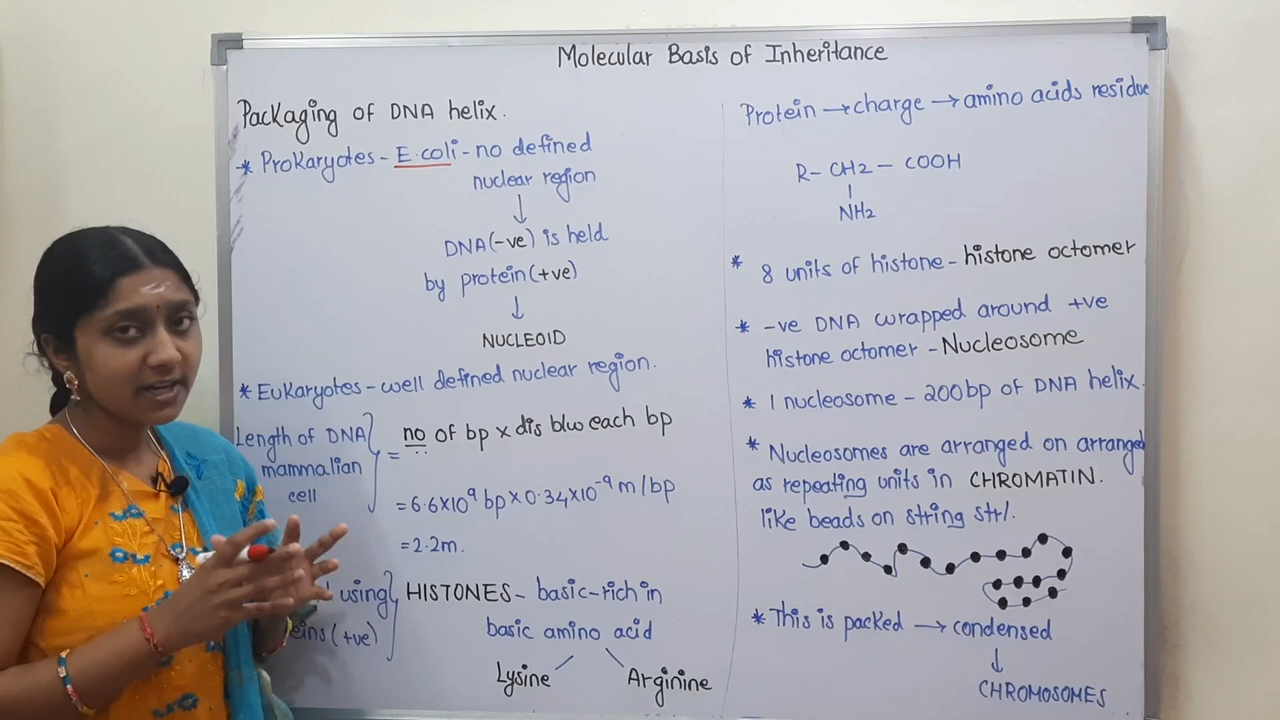 Molecular Basis of Inheritance
Packaging of DNA helix.
* Prokaryotes - E.coli - no defined
nuclear region
↓
DNA(-ve) is held
by protein(+ve)
↓
NUCLEOID
* Eukaryotes - well defined nuclear region.
Length of DNA
mammalian
cell
= no of bp x dis b/w each bp
= 6.6x10⁹ bp x 0.34x10⁻⁹ m/bp
= 2.2m.
using
(+ve)
HISTONES - basic-rich in
basic amino acid
Lysine Arginine
Protein → charge → amino acids residue
R- CH2 - COOH
|
NH2
* 8 units of histone - histone octomer
* -ve DNA wrapped around +ve
histone octomer - Nucleosome
* 1 nucleosome - 200bp of DNA helix.
* Nucleosomes are arranged on arranged
as repeating units in CHROMATIN.
like beads on string str/.
* This is packed → condensed
↓
CHROMOSOMES